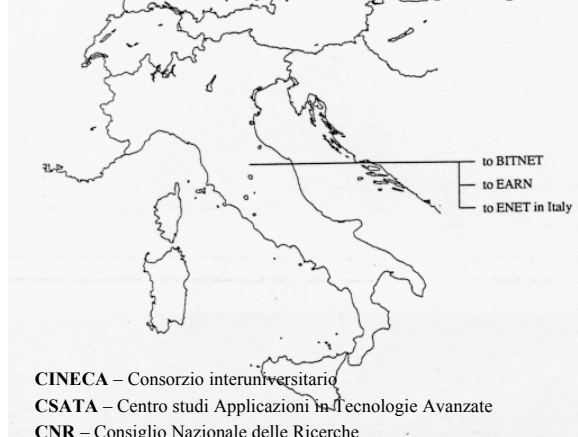 to BITNET
to EARN
to ENET in Italy
CINECA – Consorzio interuniversitario
CSATA – Centro studi Applicazioni in Tecnologie Avanzate
CNR – Consiglio Nazionale delle Ricerche